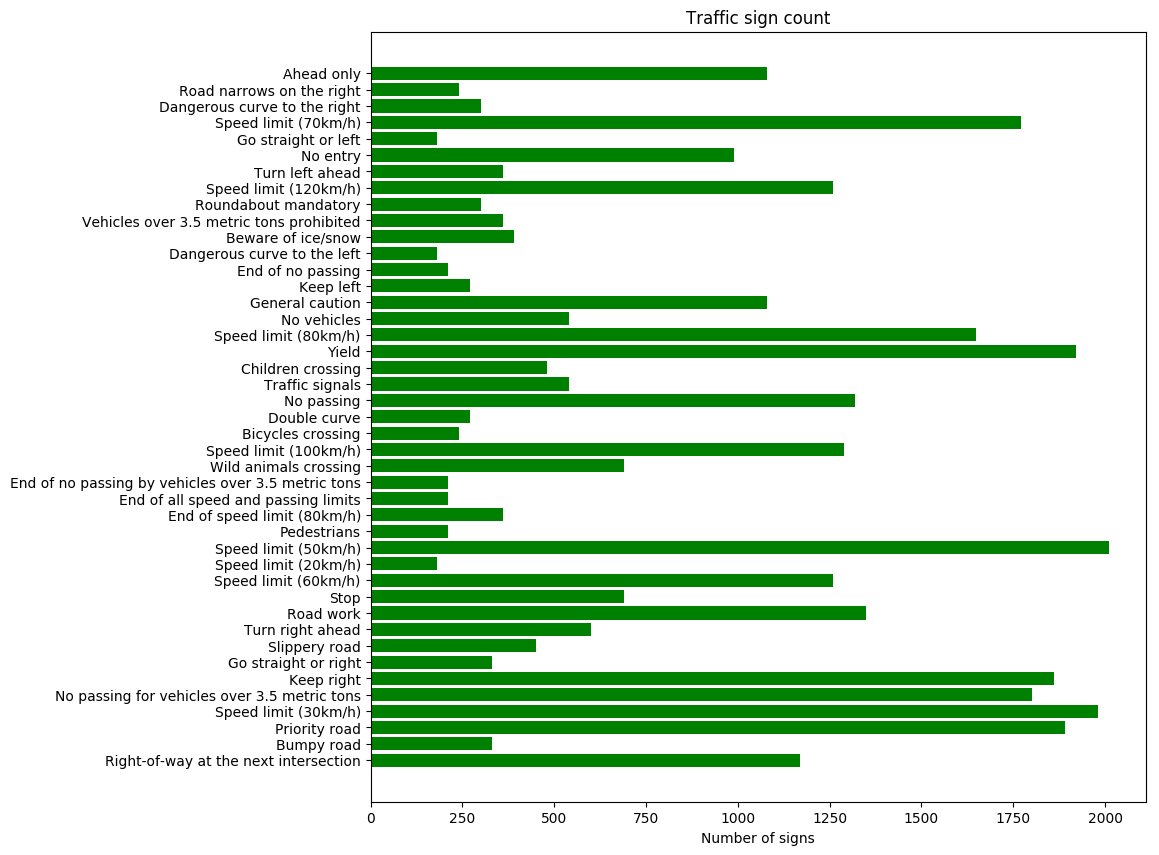 Traffic sign count
Ahead only
Road narrows on the right
Dangerous curve to the right
Speed limit (70km/h)
Go straight or left
No entry
Turn left ahead
Speed limit (120km/h)
Roundabout mandatory
Vehicles over 3.5 metric tons prohibited
Beware of ice/snow
Dangerous curve to the left
End of no passing
Keep left
General caution
No vehicles
Speed limit (80km/h)
Yield
Children crossing
Traffic signals
No passing
Double curve
Bicycles crossing
Speed limit (100km/h)
Wild animals crossing
End of no passing by vehicles over 3.5 metric tons
End of all speed and passing limits
End of speed limit (80km/h)
Pedestrians
Speed limit (50km/h)
Speed limit (20km/h)
Speed limit (60km/h)
Stop
Road work
Turn right ahead
Slippery road
Go straight or right
Keep right
No passing for vehicles over 3.5 metric tons
Speed limit (30km/h)
Priority road
Bumpy road
Right-of-way at the next intersection
0 250 500 750 1000 1250 1500 1750 2000
Number of signs